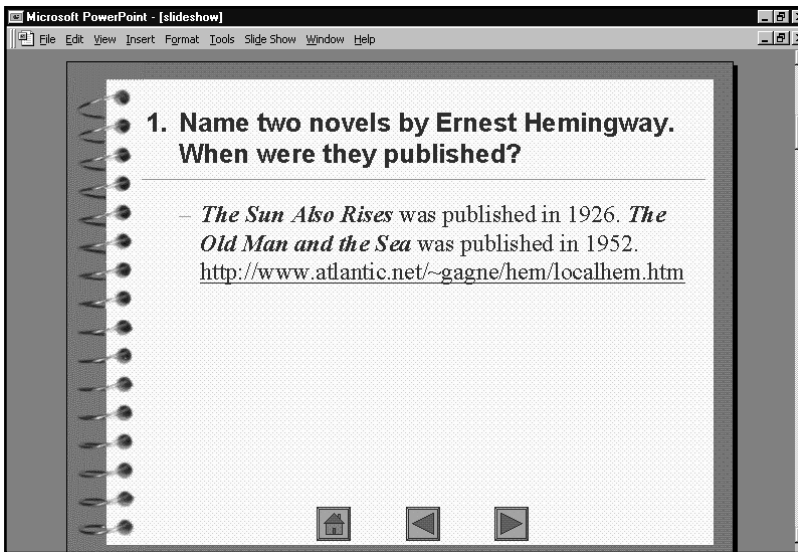 Microsoft PowerPoint - [slideshow]
File Edit View Insert Format Tools Slide Show Window Help
1. Name two novels by Ernest Hemingway.
When were they published?
– The Sun Also Rises was published in 1926. The
Old Man and the Sea was published in 1952.
http://www.atlantic.net/~gagne/hem/localhem.htm